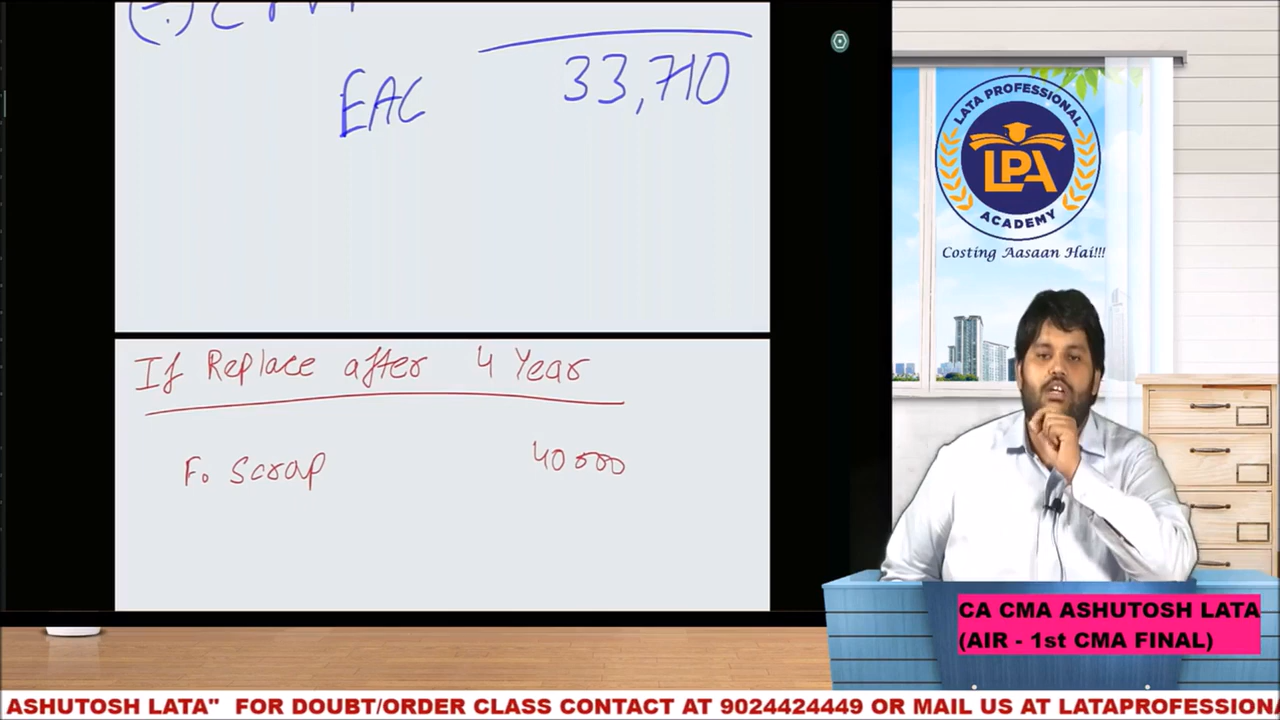 EAC 33,710
If Replace after 4 Year
Fo Scrap 40000
LATA PROFESSIONAL
LPA
ACADEMY
Costing Aasaan Hai!!!
CA CMA ASHUTOSH LATA
(AIR - 1st CMA FINAL)
ASHUTOSH LATA" FOR DOUBT/ORDER CLASS CONTACT AT 9024424449 OR MAIL US AT LATAPROFESSIONA